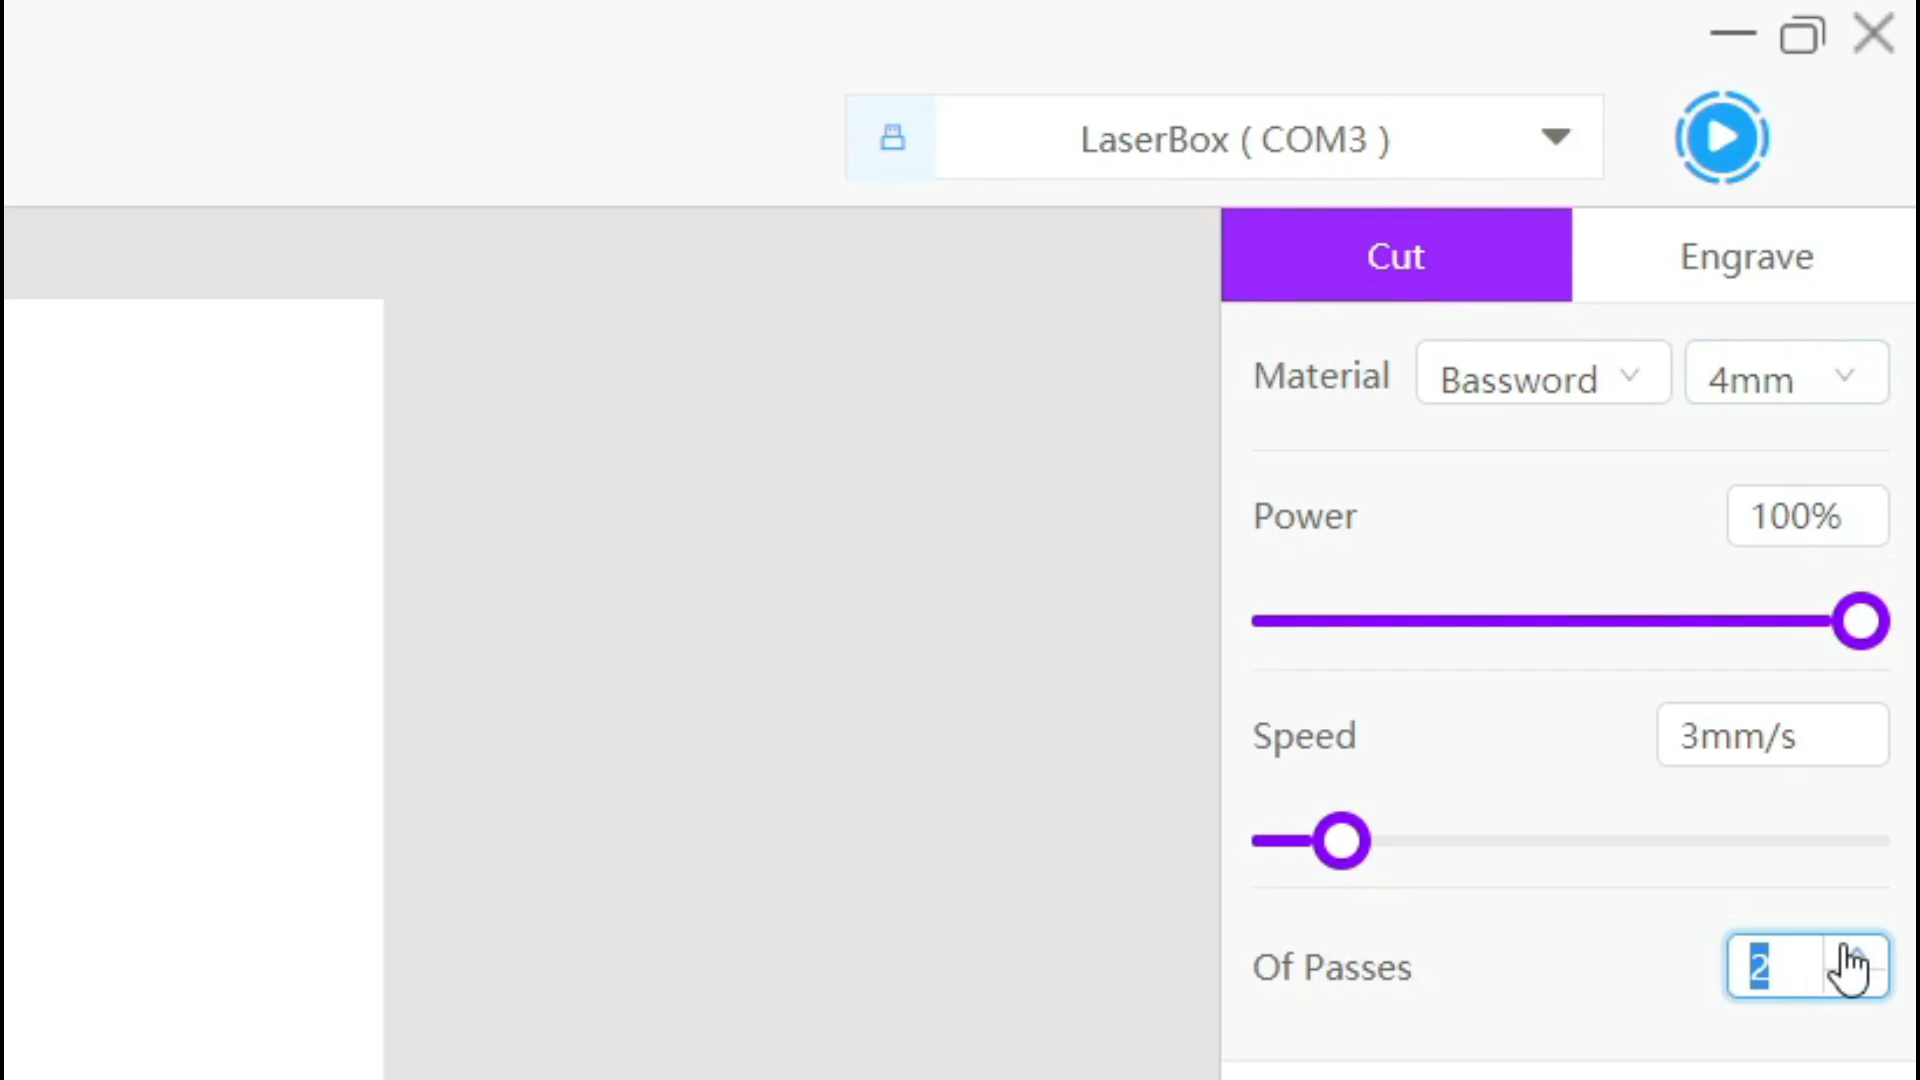 LaserBox ( COM3 )
Cut Engrave
Material Bassword 4mm
Power 100%
Speed 3mm/s
Of Passes 2